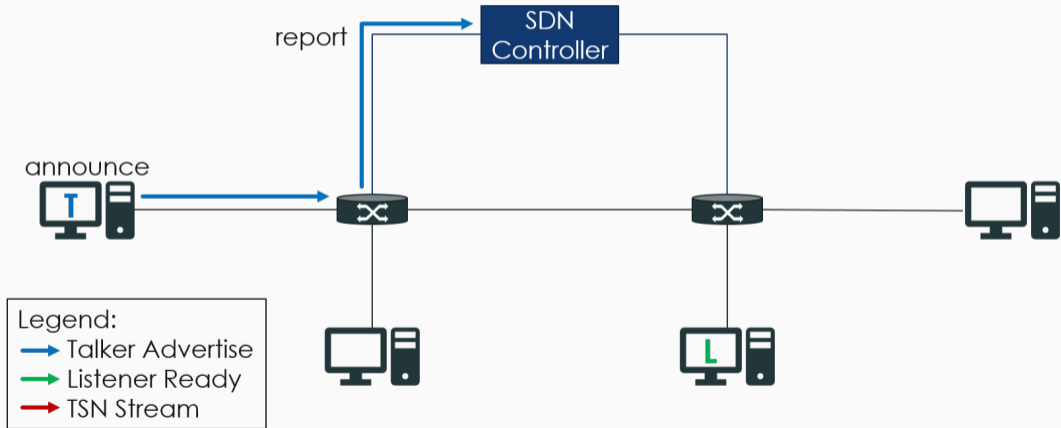 SDN
Controller
report
announce
T
L
Legend:
Talker Advertise
Listener Ready
TSN Stream